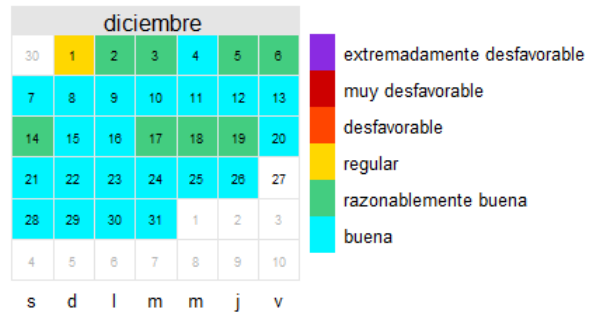 diciembre
30 1 2 3 4 5 6
7 8 9 10 11 12 13
14 15 16 17 18 19 20
21 22 23 24 25 26 27
28 29 30 31 1 2 3
4 5 6 7 8 9 10
s d l m m j v
extremadamente desfavorable
muy desfavorable
desfavorable
regular
razonablemente buena
buena